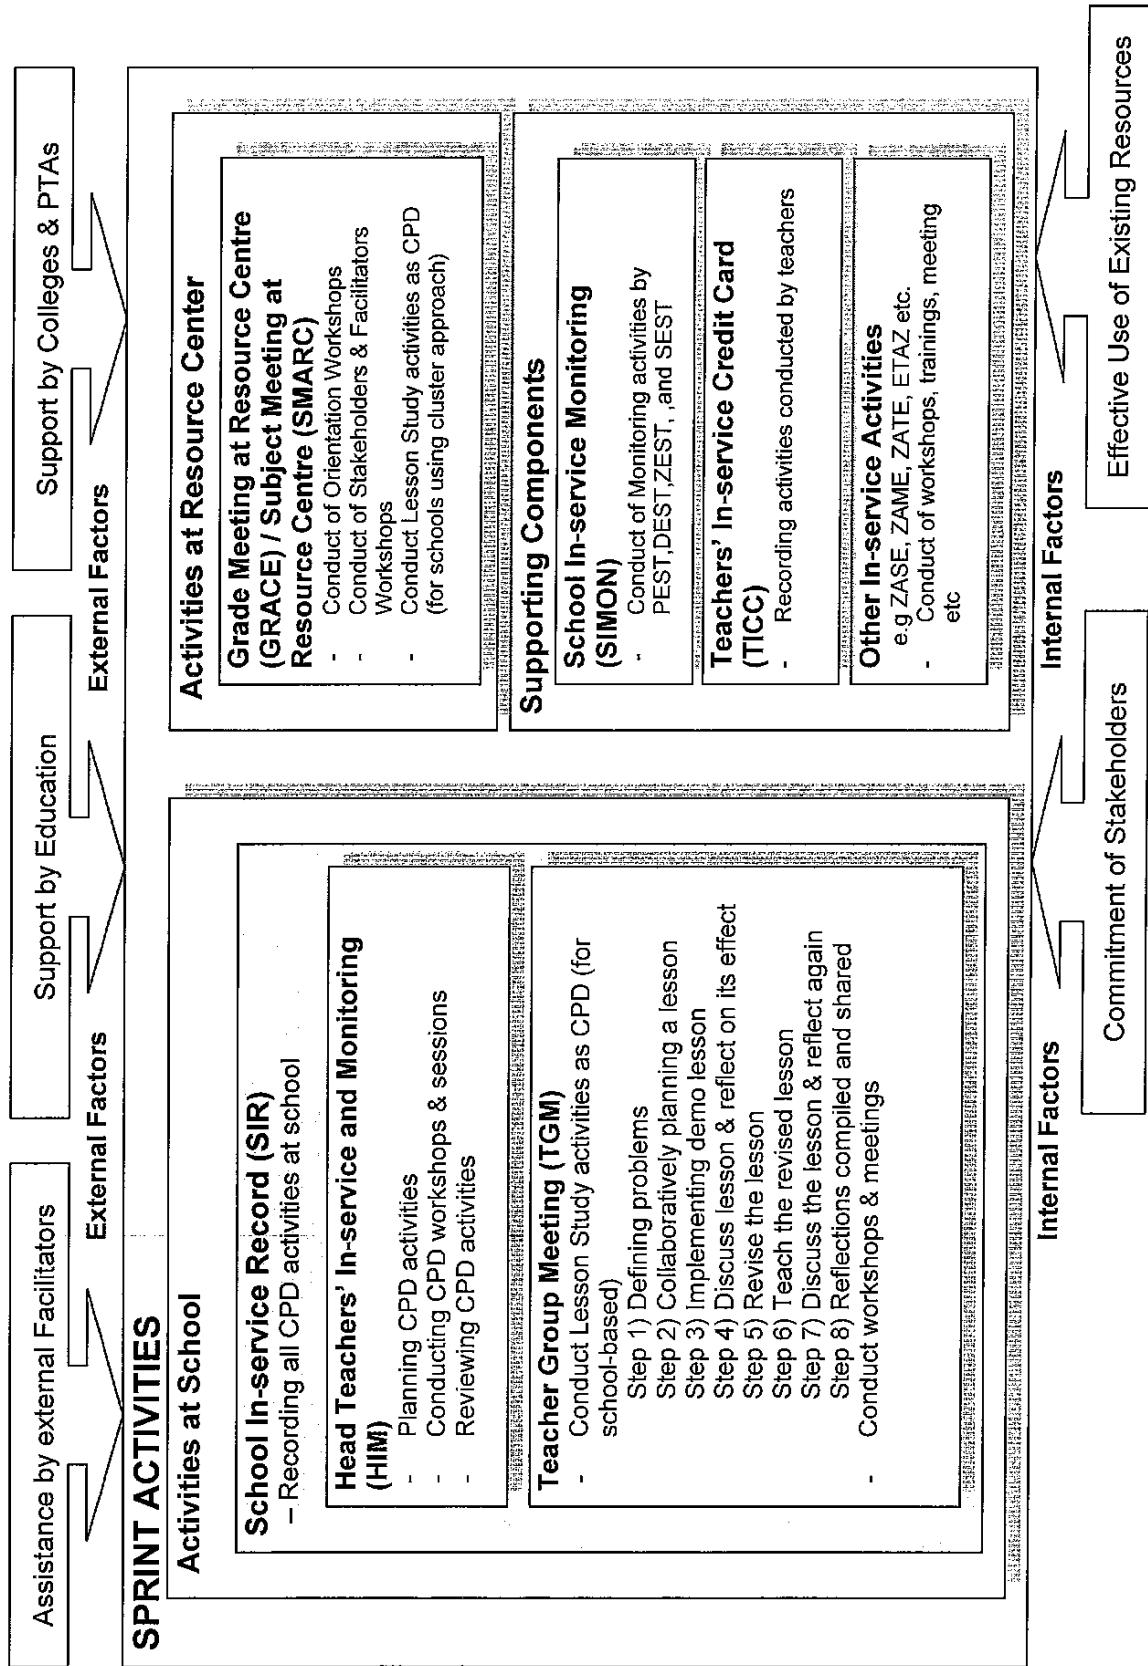 Assistance by external Facilitators
Support by Education
Support by Colleges & PTAs
External Factors
External Factors
SPRINT ACTIVITIES
Activities at School
School In-service Record (SIR)
– Recording all CPD activities at school
Head Teachers' In-service and Monitoring
(HIM)
- Planning CPD activities
- Conducting CPD workshops & sessions
- Reviewing CPD activities
Teacher Group Meeting (TGM)
- Conduct Lesson Study activities as CPD (for
school-based)
Step 1) Defining problems
Step 2) Collaboratively planning a lesson
Step 3) Implementing demo lesson
Step 4) Discuss lesson & reflect on its effect
Step 5) Revise the lesson
Step 6) Teach the revised lesson
Step 7) Discuss the lesson & reflect again
Step 8) Reflections compiled and shared
- Conduct workshops & meetings
Activities at Resource Center
Grade Meeting at Resource Centre
(GRACE) / Subject Meeting at
Resource Centre (SMARC)
- Conduct of Orientation Workshops
- Conduct of Stakeholders & Facilitators
Workshops
- Conduct Lesson Study activities as CPD
(for schools using cluster approach)
Supporting Components
School In-service Monitoring
(SIMON)
- Conduct of Monitoring activities by
PEST,DEST,ZEST, ,and SEST
Teachers' In-service Credit Card
(TICC)
- Recording activities conducted by teachers
Other In-service Activities
e.g ZASE, ZAME, ZATE, ETAZ etc.
- Conduct of workshops, trainings, meeting
etc
Internal Factors
Internal Factors
Commitment of Stakeholders
Effective Use of Existing Resources